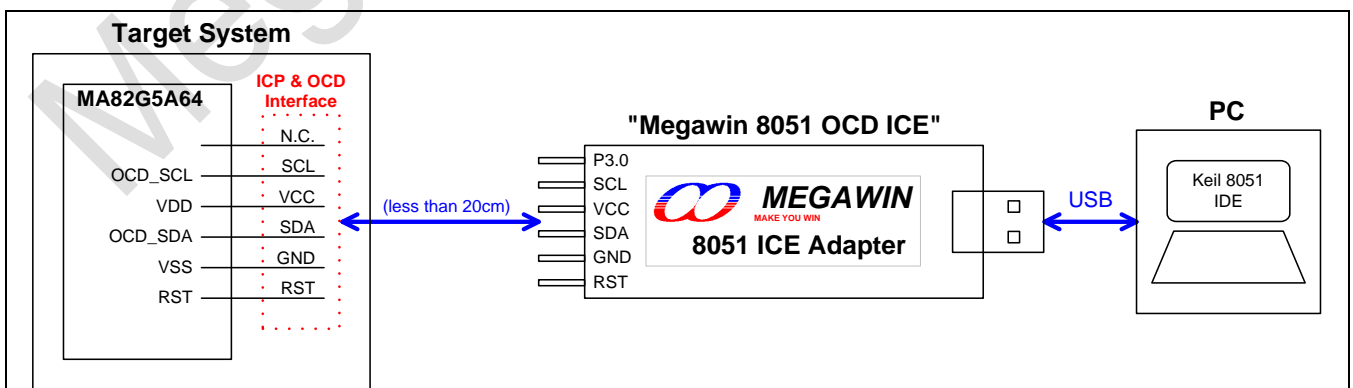 Target System
MA82G5A64
ICP & OCD
Interface
N.C.
OCD_SCL
SCL
VDD
VCC
OCD_SDA
SDA
VSS
GND
RST
RST
(less than 20cm)
"Megawin 8051 OCD ICE"
P3.0
SCL
VCC
SDA
GND
RST
MEGAWIN
MAKE YOU WIN
8051 ICE Adapter
USB
PC
Keil 8051
IDE